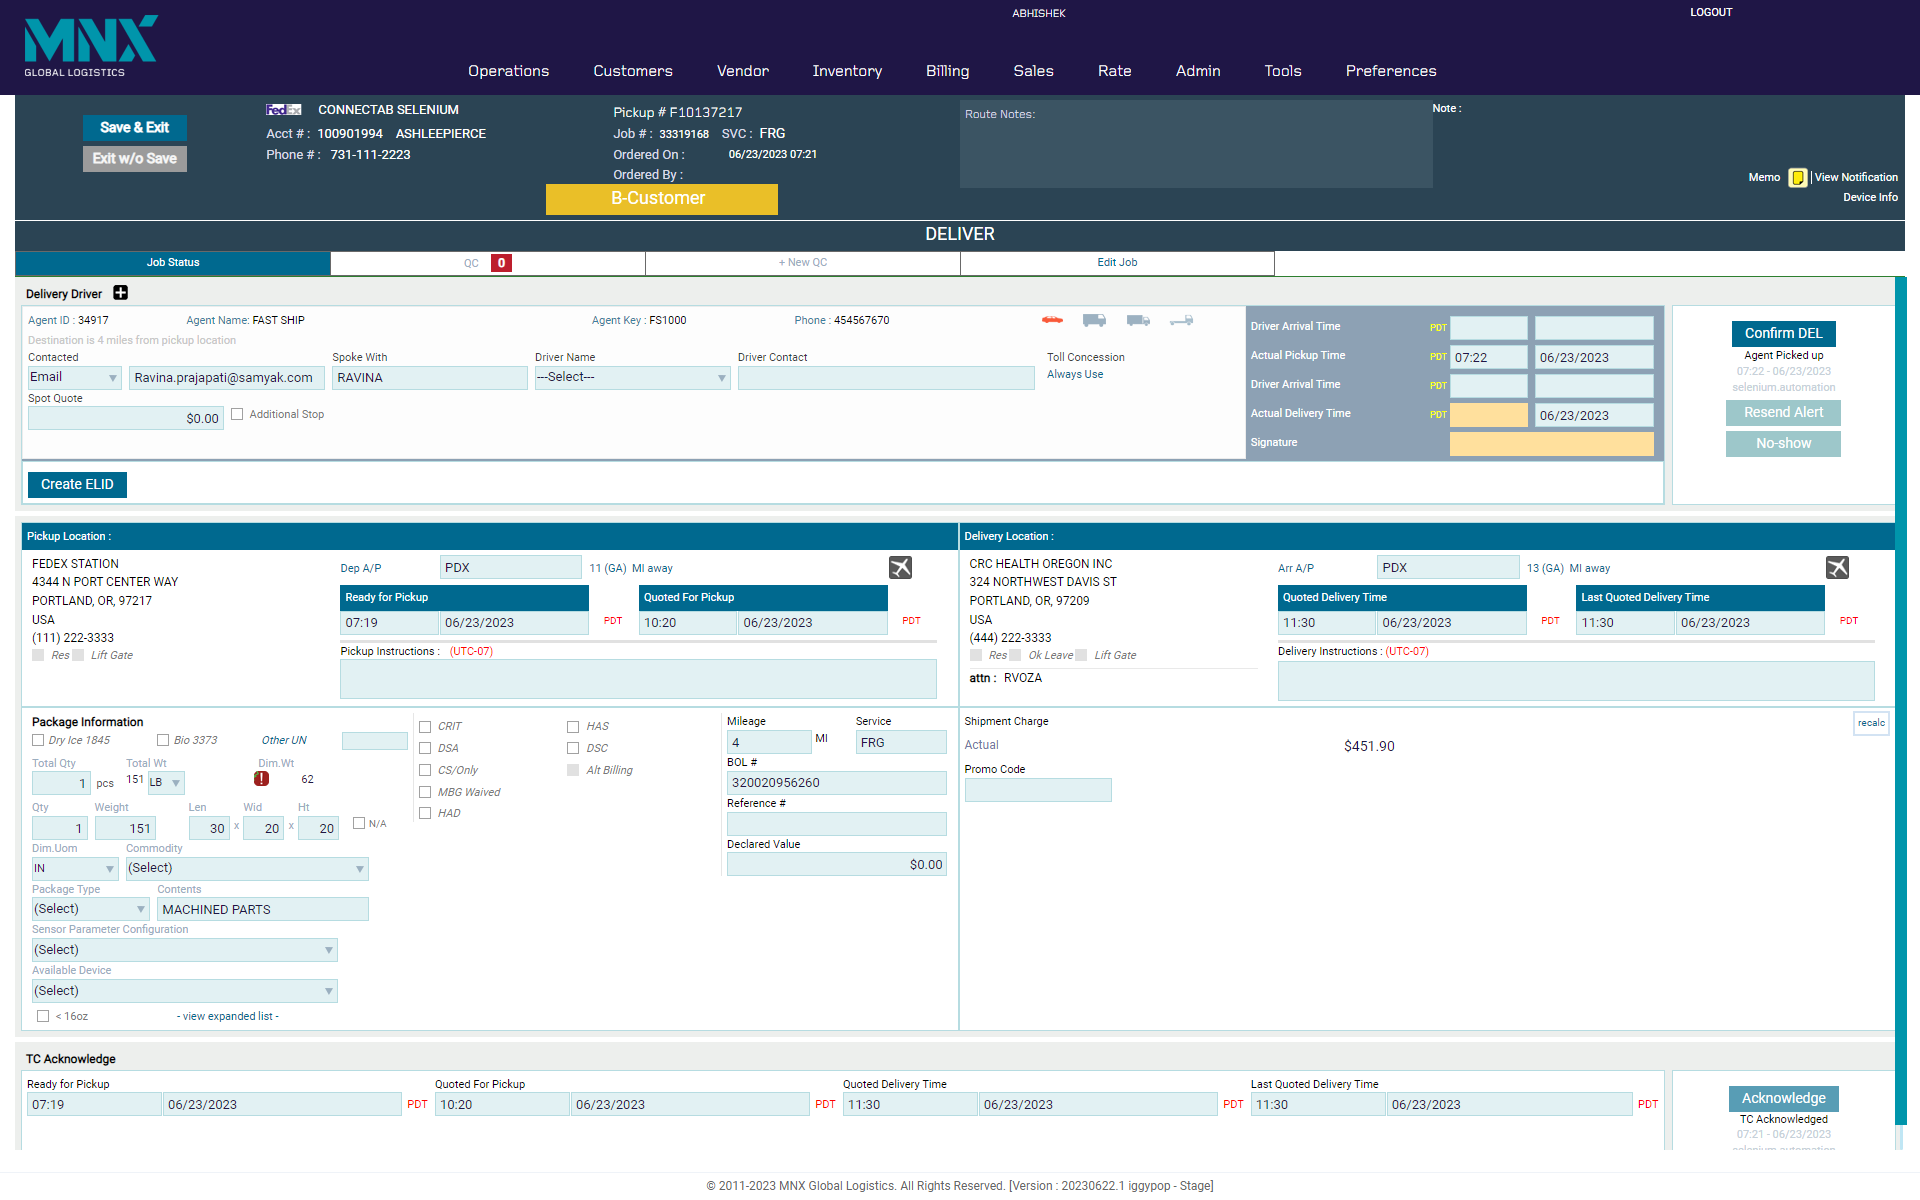 MNX
GLOBAL LOGISTICS
ABHISHEK
LOGOUT
Operations Customers Vendor Inventory Billing Sales Rate Admin Tools Preferences
Save & Exit
Exit w/o Save
FedEx CONNECTAB SELENIUM
Acct # : 100901994 ASHLEEPIERCE
Phone # : 731-111-2223
Pickup # F10137217
Job # : 33319168 SVC : FRG
Ordered On : 06/23/2023 07:21
Ordered By :
B-Customer
Route Notes:
Note :
Memo | View Notification
Device Info
DELIVER
Job Status QC 0 + New QC Edit Job
Delivery Driver
Agent ID : 34917 Agent Name: FAST SHIP Agent Key : FS1000 Phone : 454567670
Destination is 4 miles from pickup location
Contacted Spoke With Driver Name Driver Contact Toll Concession
Email Ravina.prajapati@samyak.com RAVINA ---Select--- Always Use
Spot Quote
$0.00 Additional Stop
Driver Arrival Time PDT
Actual Pickup Time PDT 07:22 06/23/2023
Driver Arrival Time PDT
Actual Delivery Time PDT 06/23/2023
Signature
Confirm DEL
Agent Picked up
07:22 - 06/23/2023
selenium.automation
Resend Alert
No-show
Create ELID
Pickup Location :
FEDEX STATION
4344 N PORT CENTER WAY
PORTLAND, OR, 97217
USA
(111) 222-3333
Res Lift Gate
Dep A/P PDX 11 (GA) MI away
Ready for Pickup Quoted For Pickup
07:19 06/23/2023 PDT 10:20 06/23/2023 PDT
Pickup Instructions : (UTC-07)
Delivery Location :
CRC HEALTH OREGON INC
324 NORTHWEST DAVIS ST
PORTLAND, OR, 97209
USA
(444) 222-3333
Res Ok Leave Lift Gate
attn : RVOZA
Arr A/P PDX 13 (GA) MI away
Quoted Delivery Time Last Quoted Delivery Time
11:30 06/23/2023 PDT 11:30 06/23/2023 PDT
Delivery Instructions : (UTC-07)
Package Information
Dry Ice 1845 Bio 3373 Other UN
Total Qty Total Wt Dim.Wt
1 pcs 151 LB 62
Qty Weight Len Wid Ht
1 151 30 x 20 x 20 N/A
Dim.Uom Commodity
IN (Select)
Package Type Contents
(Select) MACHINED PARTS
Sensor Parameter Configuration
(Select)
Available Device
(Select)
< 16oz - view expanded list -
CRIT HAS
DSA DSC
CS/Only Alt Billing
MBG Waived
HAD
Mileage Service
4 MI FRG
BOL #
320020956260
Reference #
Declared Value
$0.00
Shipment Charge recalc
Actual $451.90
Promo Code
TC Acknowledge
Ready for Pickup Quoted For Pickup Quoted Delivery Time Last Quoted Delivery Time
07:19 06/23/2023 PDT 10:20 06/23/2023 PDT 11:30 06/23/2023 PDT 11:30 06/23/2023 PDT
Acknowledge
TC Acknowledged
07:21 - 06/23/2023
selenium.automation
© 2011-2023 MNX Global Logistics. All Rights Reserved. [Version : 20230622.1 iggypop - Stage]